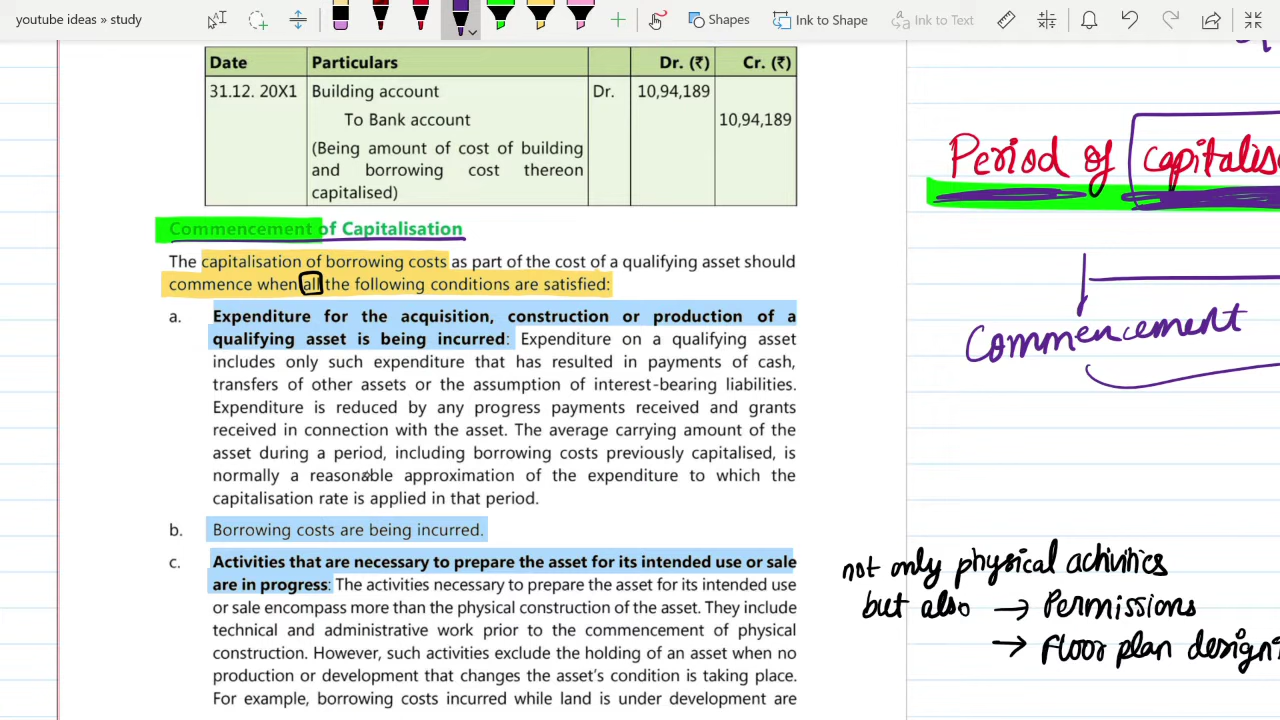 youtube ideas » study
Shapes
Ink to Shape
Ink to Text
Date Particulars Dr. (₹) Cr. (₹)
31.12. 20X1 Building account Dr. 10,94,189
To Bank account 10,94,189
(Being amount of cost of building
and borrowing cost thereon
capitalised)
Period of
Commencement of Capitalisation
The capitalisation of borrowing costs as part of the cost of a qualifying asset should
commence when all the following conditions are satisfied:
a. Expenditure for the acquisition, construction or production of a
qualifying asset is being incurred: Expenditure on a qualifying asset
includes only such expenditure that has resulted in payments of cash,
transfers of other assets or the assumption of interest-bearing liabilities.
Expenditure is reduced by any progress payments received and grants
received in connection with the asset. The average carrying amount of the
asset during a period, including borrowing costs previously capitalised, is
normally a reasonable approximation of the expenditure to which the
capitalisation rate is applied in that period.
Commencement
b. Borrowing costs are being incurred.
c. Activities that are necessary to prepare the asset for its intended use or sale
are in progress: The activities necessary to prepare the asset for its intended use
or sale encompass more than the physical construction of the asset. They include
technical and administrative work prior to the commencement of physical
construction. However, such activities exclude the holding of an asset when no
production or development that changes the asset's condition is taking place.
For example, borrowing costs incurred while land is under development are
not only physical activities
but also → Permissions
→ Floor plan